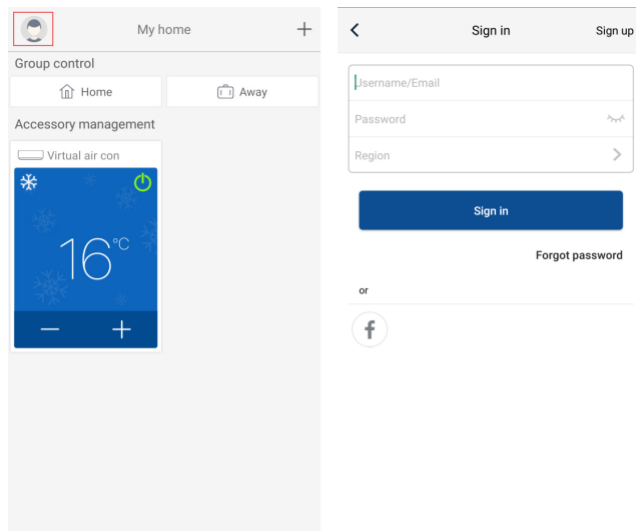 My home
Group control
Home
Away
Accessory management
Virtual air con
16°C
Sign in
Sign up
Username/Email
Password
Region
Sign in
Forgot password
or
f